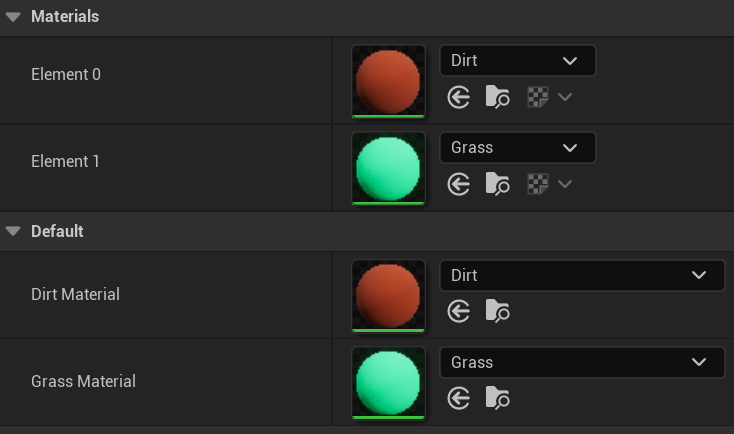 Materials
Element 0
Dirt
Element 1
Grass
Default
Dirt Material
Dirt
Grass Material
Grass